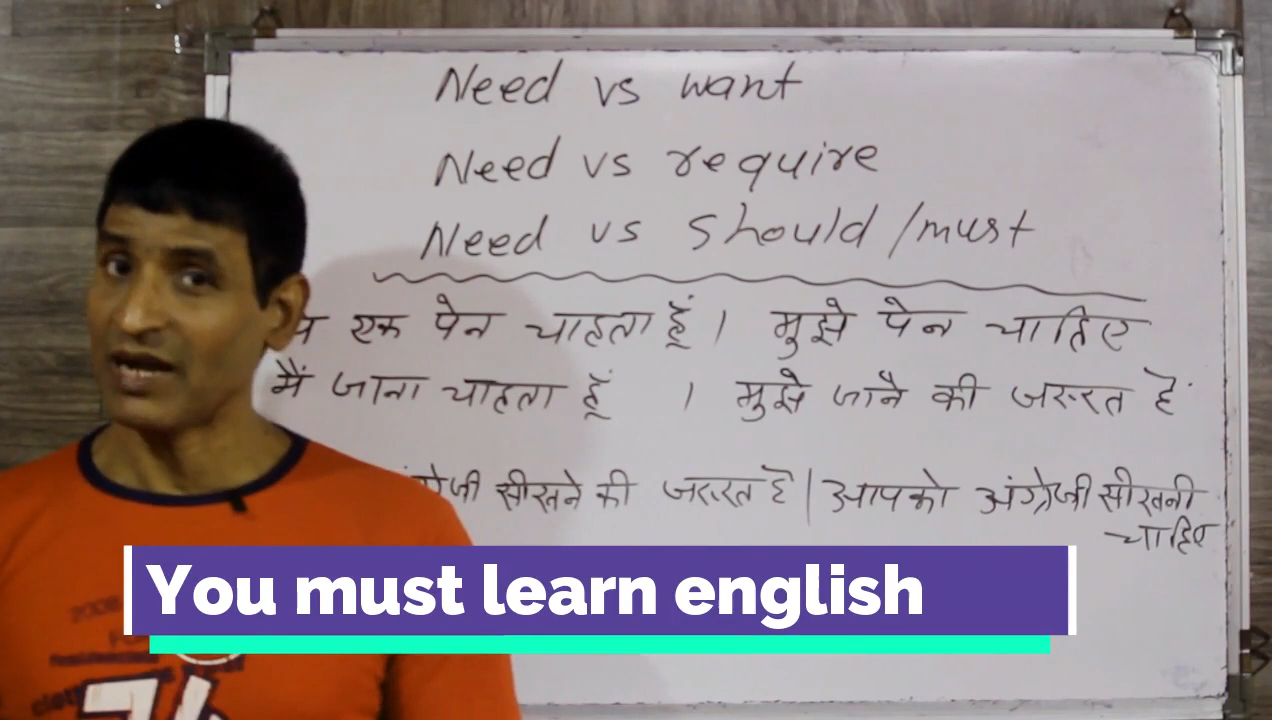 Need vs want
Need vs require
Need vs should/must
एक पेन चाहता हूँ । मुझे पेन चाहिए
मैं जाना चाहता हूँ । मुझे जाने की जरूरत है
सीखने की जरूरत है | आपको अंग्रेजी सीखनी
चाहिए
You must learn english